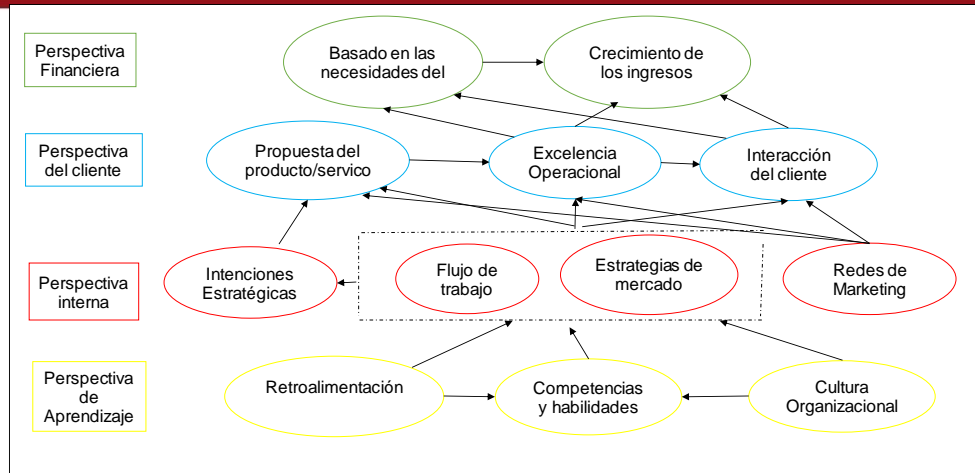 Perspectiva
Financiera
Basado en las
necesidades del
Crecimiento de
los ingresos
Perspectiva
del cliente
Propuesta del
producto/servico
Excelencia
Operacional
Interacción
del cliente
Perspectiva
interna
Intenciones
Estratégicas
Flujo de
trabajo
Estrategias de
mercado
Redes de
Marketing
Perspectiva
de
Aprendizaje
Retroalimentación
Competencias
y habilidades
Cultura
Organizacional